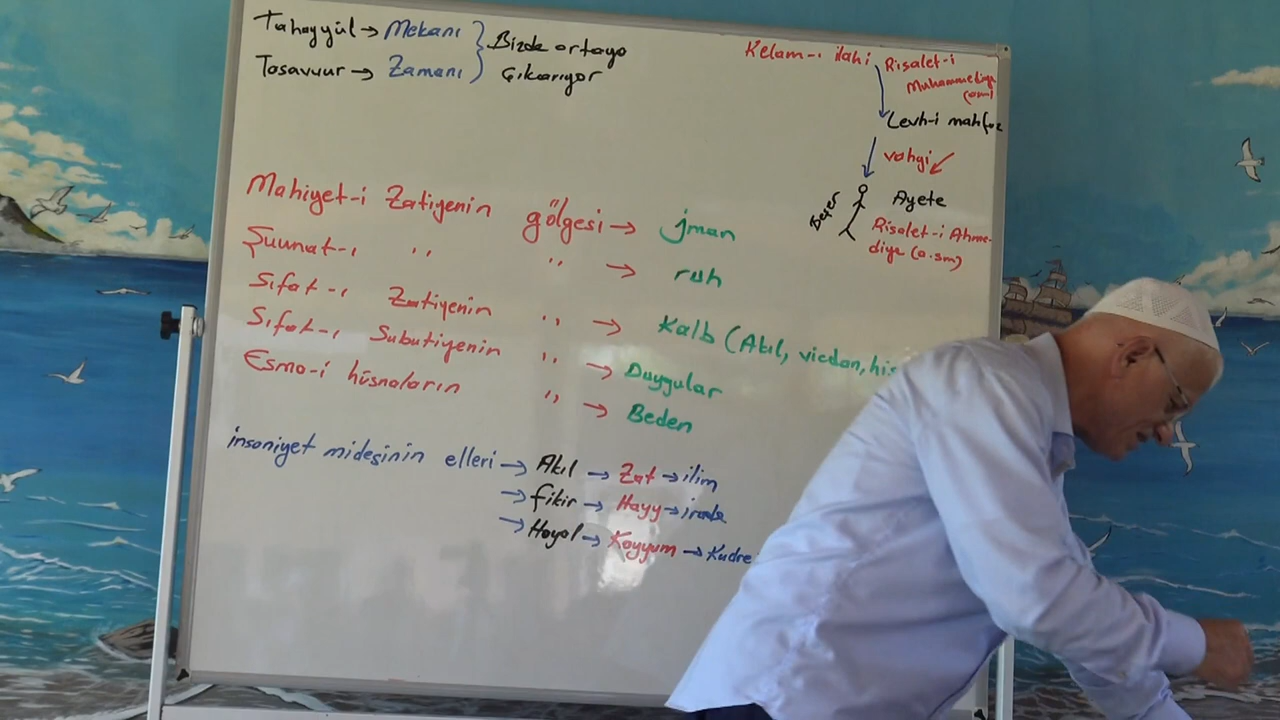 Tahayyül → Mekanı } Bizde ortaya
Tasavvur → Zamanı } Çıkarıyor
Kelam-ı ilahi
Risalet-i
Muhammediye
(asm)
Levh-i mahfuz
vahyi
Beşer
Ayete
Risalet-i Ahme-
diye (a.sm)
Mahiyet-i Zatiyenin gölgesi → iman
Şuunat-ı ,, ,, → ruh
Sıfat-ı Zatiyenin ,, → Kalb (Akıl, vicdan, his
Sıfat-ı Subutiyenin ,, → Duygular
Esma-i hüsnaların ,, → Beden
insaniyet midesinin elleri → Akıl → Zat → ilim
→ fikir → Hayy → irade
→ Hayal → Kayyum → Kudre